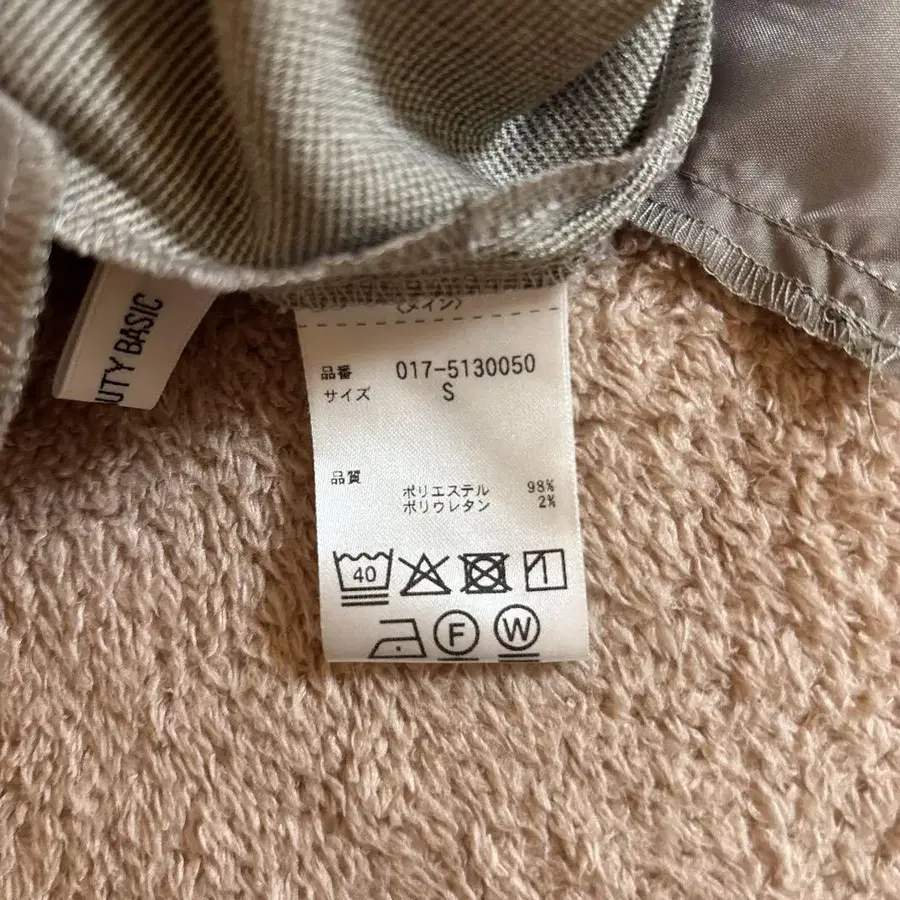 〈メイン〉
品番 017-5130050
サイズ S
品質
ポリエステル 98%
ポリウレタン 2%
40
F W
UTY BASIC